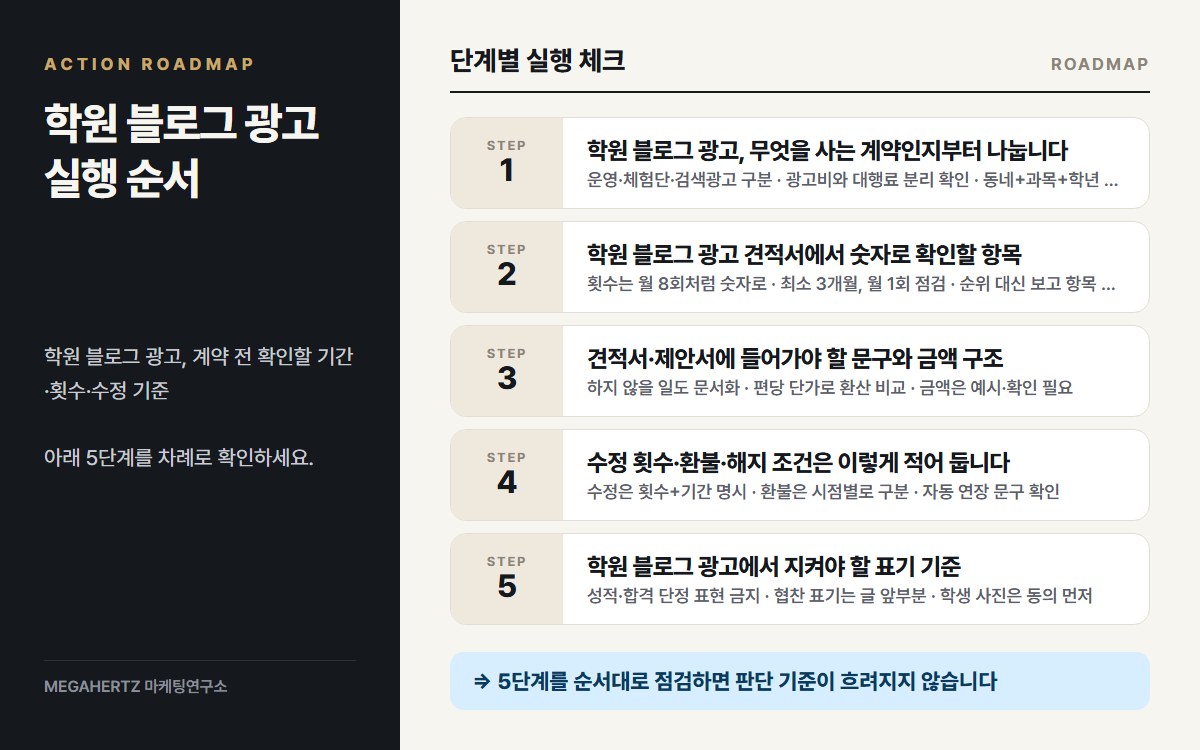 ACTION ROADMAP
학원 블로그 광고
실행 순서
학원 블로그 광고, 계약 전 확인할 기간
·횟수·수정 기준
아래 5단계를 차례로 확인하세요.
MEGAHERTZ 마케팅연구소
단계별 실행 체크
ROADMAP
STEP
1
학원 블로그 광고, 무엇을 사는 계약인지부터 나눕니다
운영·체험단·검색광고 구분 · 광고비와 대행료 분리 확인 · 동네+과목+학년 ...
STEP
2
학원 블로그 광고 견적서에서 숫자로 확인할 항목
횟수는 월 8회처럼 숫자로 · 최소 3개월, 월 1회 점검 · 순위 대신 보고 항목 ...
STEP
3
견적서·제안서에 들어가야 할 문구와 금액 구조
하지 않을 일도 문서화 · 편당 단가로 환산 비교 · 금액은 예시·확인 필요
STEP
4
수정 횟수·환불·해지 조건은 이렇게 적어 둡니다
수정은 횟수+기간 명시 · 환불은 시점별로 구분 · 자동 연장 문구 확인
STEP
5
학원 블로그 광고에서 지켜야 할 표기 기준
성적·합격 단정 표현 금지 · 협찬 표기는 글 앞부분 · 학생 사진은 동의 먼저
→ 5단계를 순서대로 점검하면 판단 기준이 흐려지지 않습니다